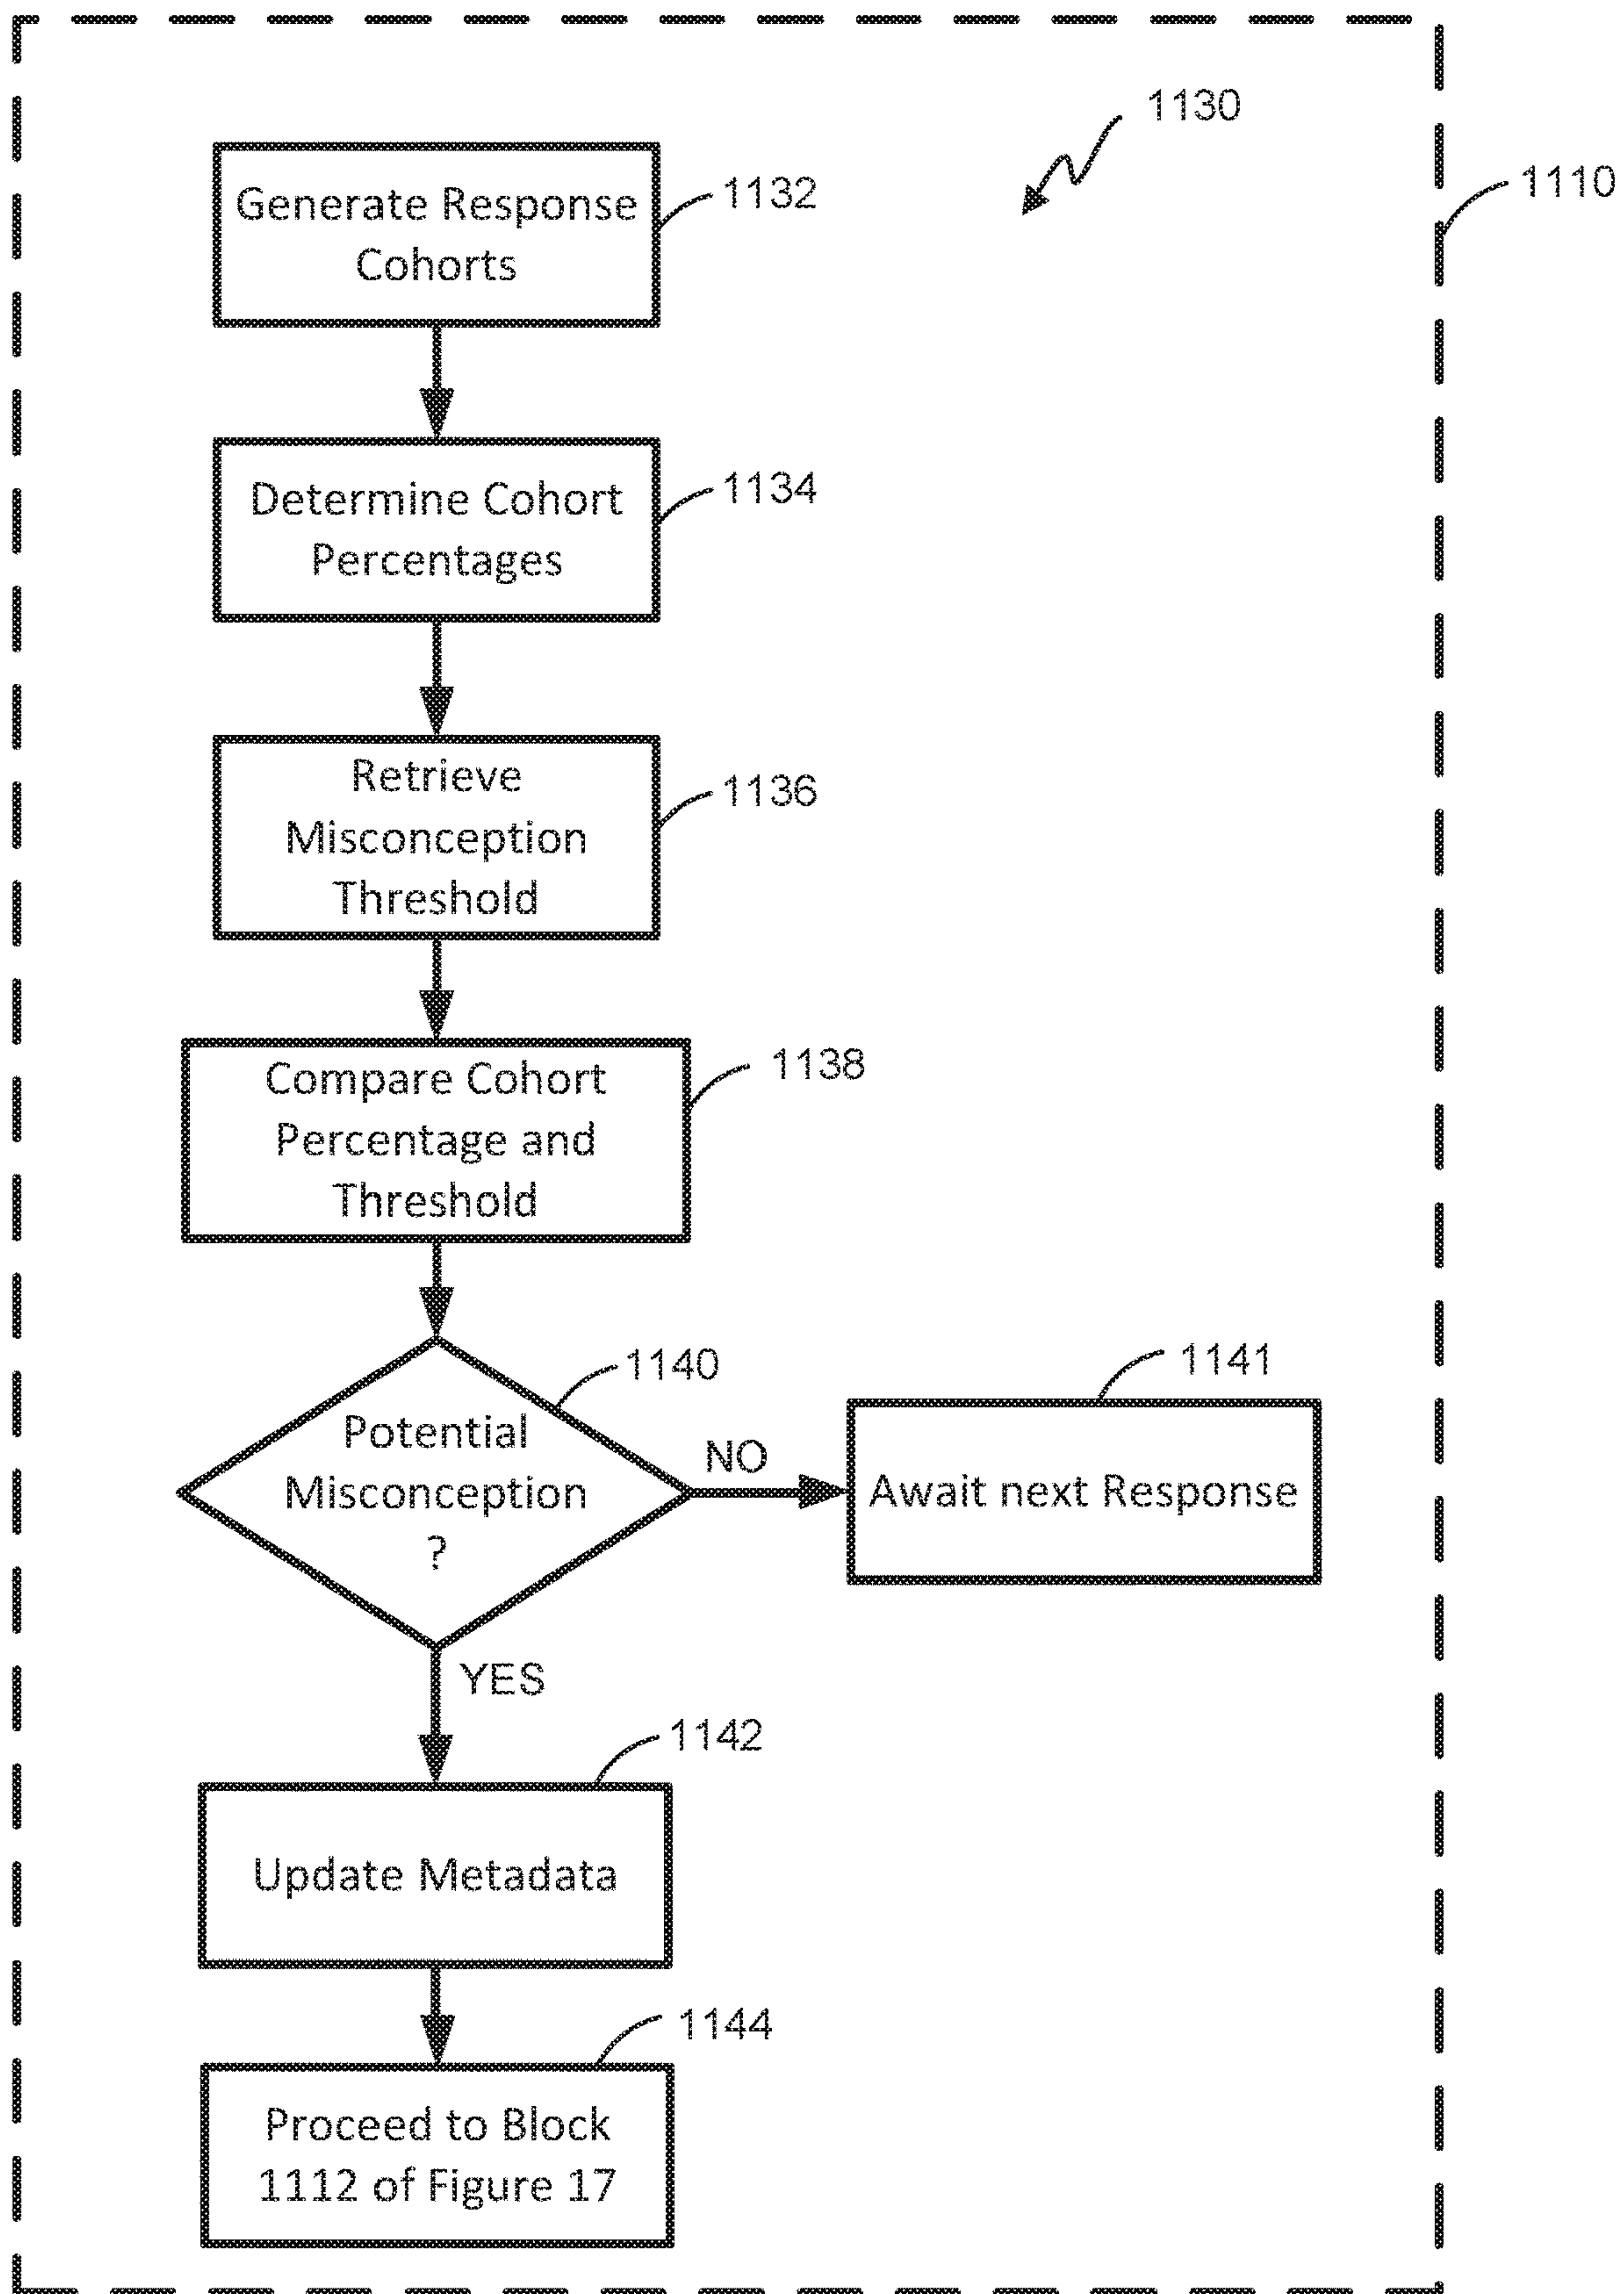 1130
1110
Generate Response
Cohorts
1132
Determine Cohort
Percentages
1134
Retrieve
Misconception
Threshold
1136
Compare Cohort
Percentage and
Threshold
1138
Potential
Misconception
?
1140
NO
Await next Response
1141
YES
Update Metadata
1142
Proceed to Block
1112 of Figure 17
1144